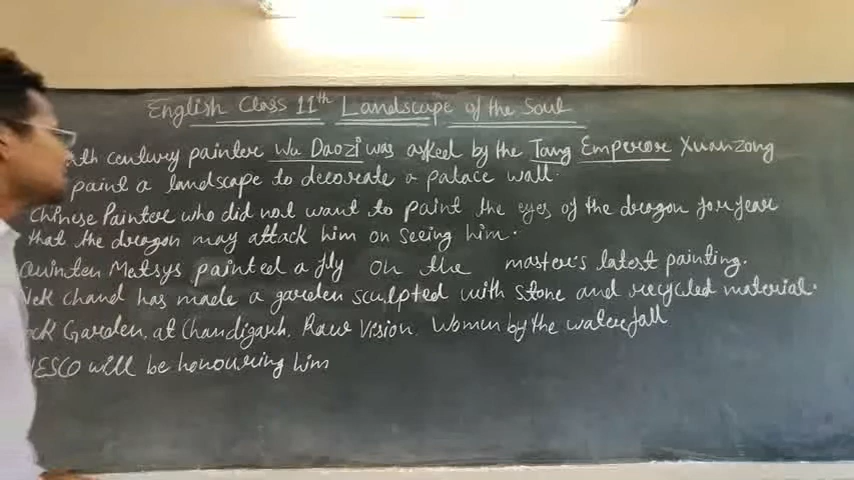 English Class 11th Landscape of the Soul
th century painter Wu Daozi was asked by the Tang Emperor Xuanzong
paint a landscape to decorate a palace wall.
Chinese Painter who did not want to paint the eyes of the dragon for fear
that the dragon may attack him on seeing him.
Quinten Metsys painted a fly on the master's latest painting.
Nek Chand has made a garden sculpted with stone and recycled material.
ock Garden, at Chandigarh, Raw Vision. Women by the waterfall
NESCO will be honouring him